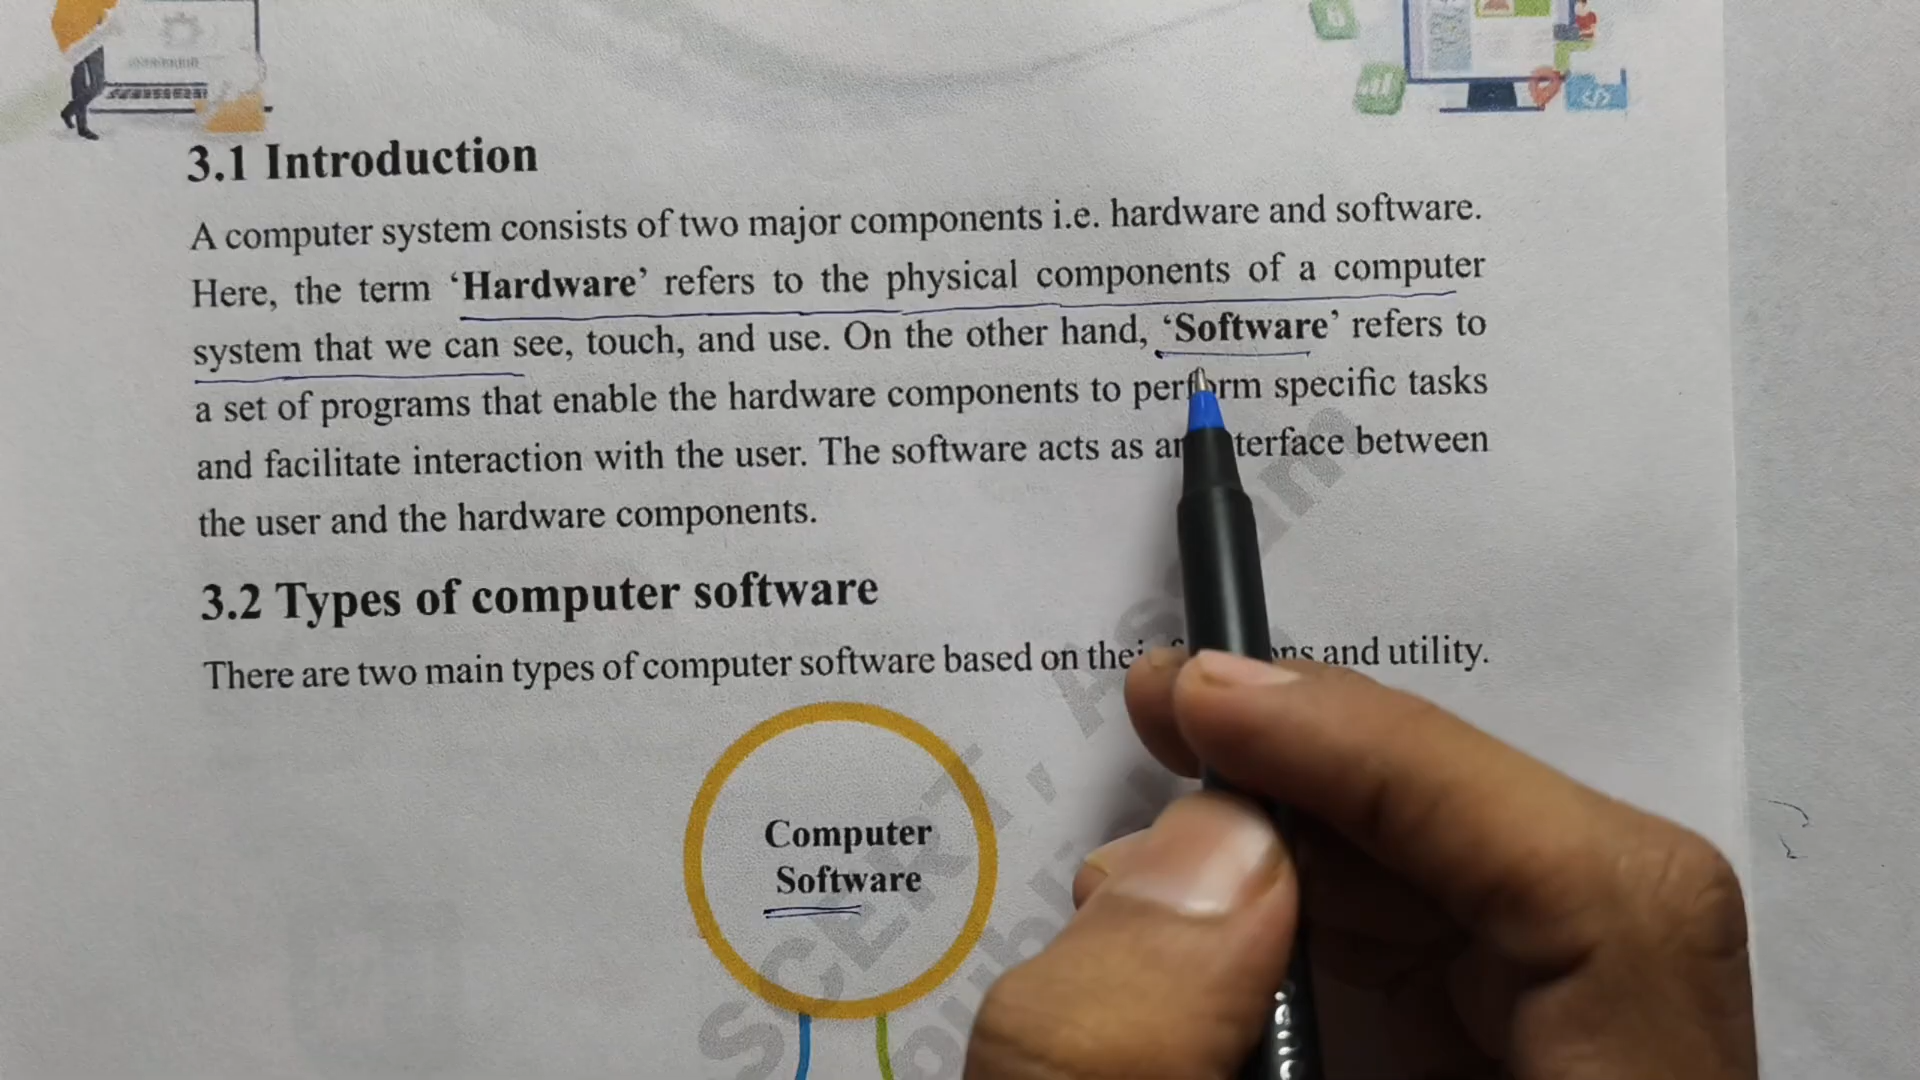 3.1 Introduction
A computer system consists of two major components i.e. hardware and software.
Here, the term ‘Hardware’ refers to the physical components of a computer
system that we can see, touch, and use. On the other hand, ‘Software’ refers to
a set of programs that enable the hardware components to perform specific tasks
and facilitate interaction with the user. The software acts as an terface between
the user and the hardware components.
3.2 Types of computer software
There are two main types of computer software based on and utility.
Computer
Software
SCERT, Assam